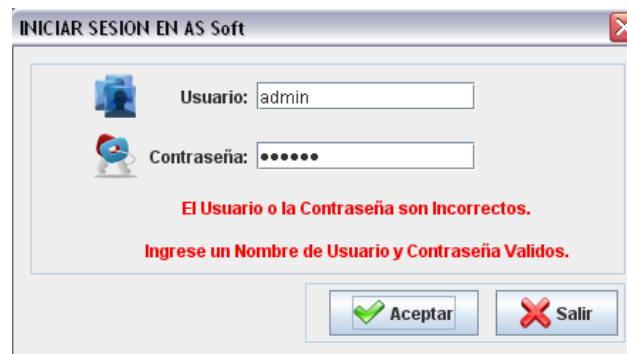 INICIAR SESION EN AS Soft
Usuario: admin
Contraseña: ●●●●●●
El Usuario o la Contraseña son Incorrectos.
Ingrese un Nombre de Usuario y Contraseña Validos.
Aceptar Salir